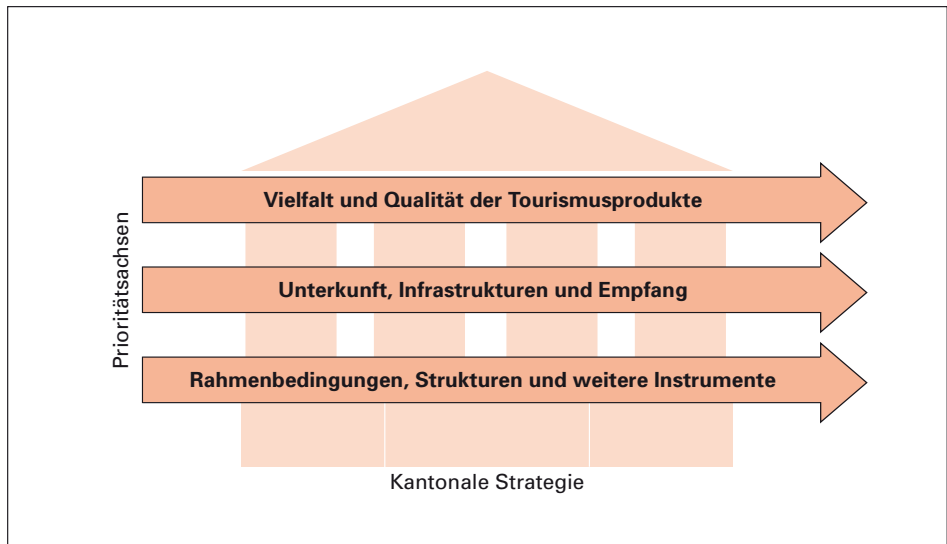 Vielfalt und Qualität der Tourismusprodukte
Unterkunft, Infrastrukturen und Empfang
Rahmenbedingungen, Strukturen und weitere Instrumente
Prioritätsachsen
Kantonale Strategie